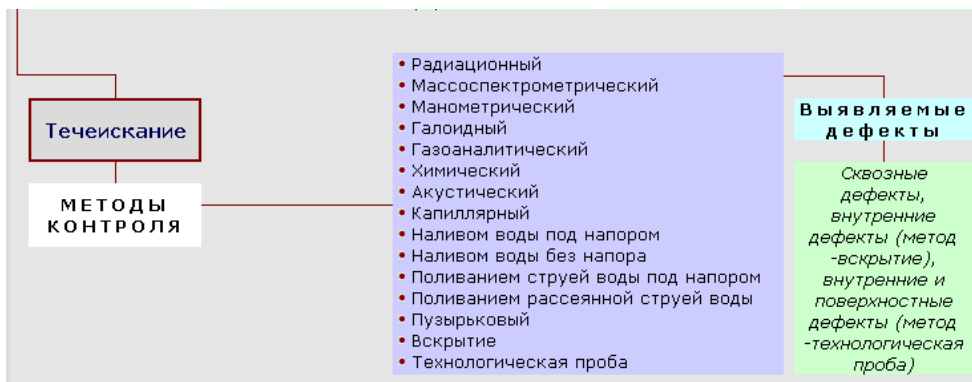 Течеискание
МЕТОДЫ
КОНТРОЛЯ
• Радиационный
• Массоспектрометрический
• Манометрический
• Галоидный
• Газоаналитический
• Химический
• Акустический
• Капиллярный
• Наливом воды под напором
• Наливом воды без напора
• Поливанием струей воды под напором
• Поливанием рассеянной струей воды
• Пузырьковый
• Вскрытие
• Технологическая проба
Выявляемые
дефекты
Сквозные
дефекты,
внутренние
дефекты (метод
-вскрытие),
внутренние и
поверхностные
дефекты (метод
-технологическая
проба)